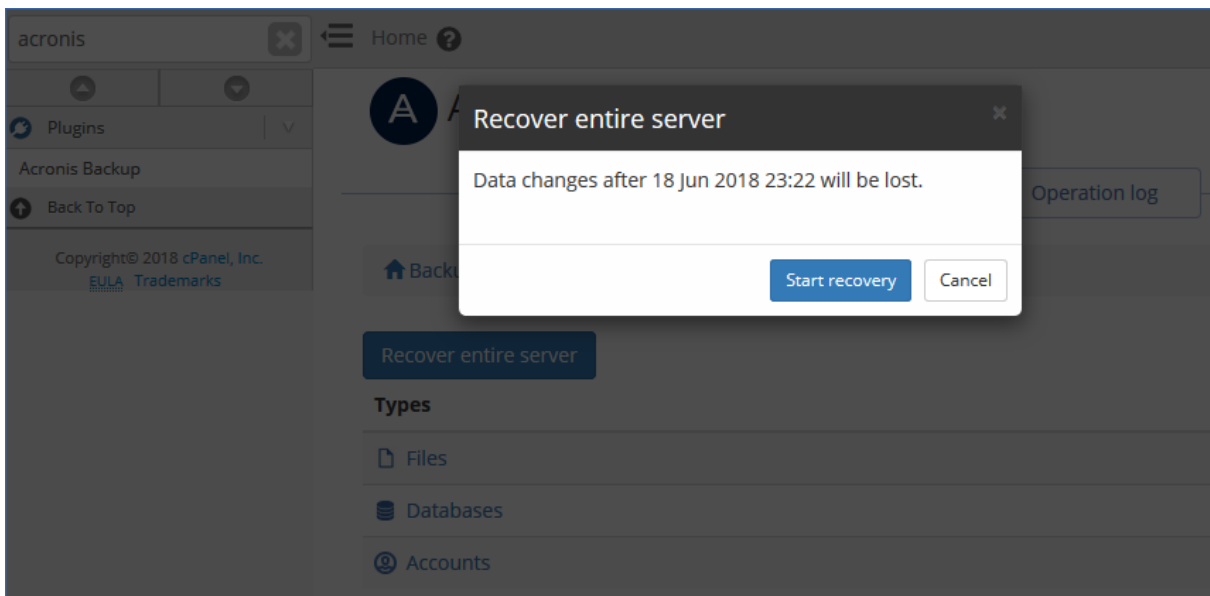 acronis
Home
Plugins
Acronis Backup
Back To Top
Copyright© 2018 cPanel, Inc.
EULA Trademarks
A
Recover entire server
Data changes after 18 Jun 2018 23:22 will be lost.
Start recovery Cancel
Operation log
Recover entire server
Types
Files
Databases
Accounts